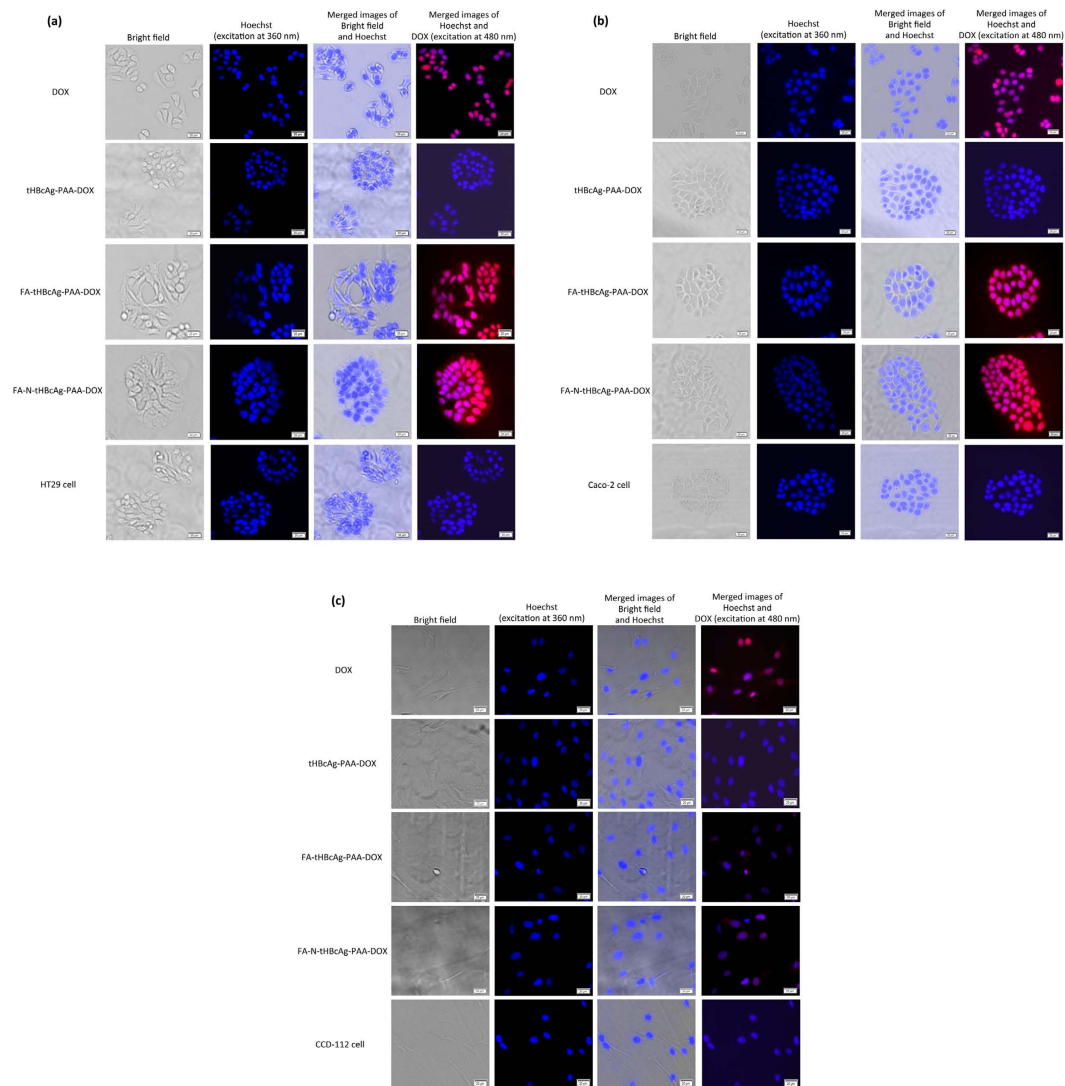 (a)
Bright field
Hoechst
(excitation at 360 nm)
Merged images of
Bright field
and Hoechst
Merged images of
Hoechst and
DOX (excitation at 480 nm)
DOX
tHBcAg-PAA-DOX
FA-tHBcAg-PAA-DOX
FA-N-tHBcAg-PAA-DOX
HT29 cell
(b)
Bright field
Hoechst
(excitation at 360 nm)
Merged images of
Bright field
and Hoechst
Merged images of
Hoechst and
DOX (excitation at 480 nm)
DOX
tHBcAg-PAA-DOX
FA-tHBcAg-PAA-DOX
FA-N-tHBcAg-PAA-DOX
Caco-2 cell
(c)
Bright field
Hoechst
(excitation at 360 nm)
Merged images of
Bright field
and Hoechst
Merged images of
Hoechst and
DOX (excitation at 480 nm)
DOX
tHBcAg-PAA-DOX
FA-tHBcAg-PAA-DOX
FA-N-tHBcAg-PAA-DOX
CCD-112 cell